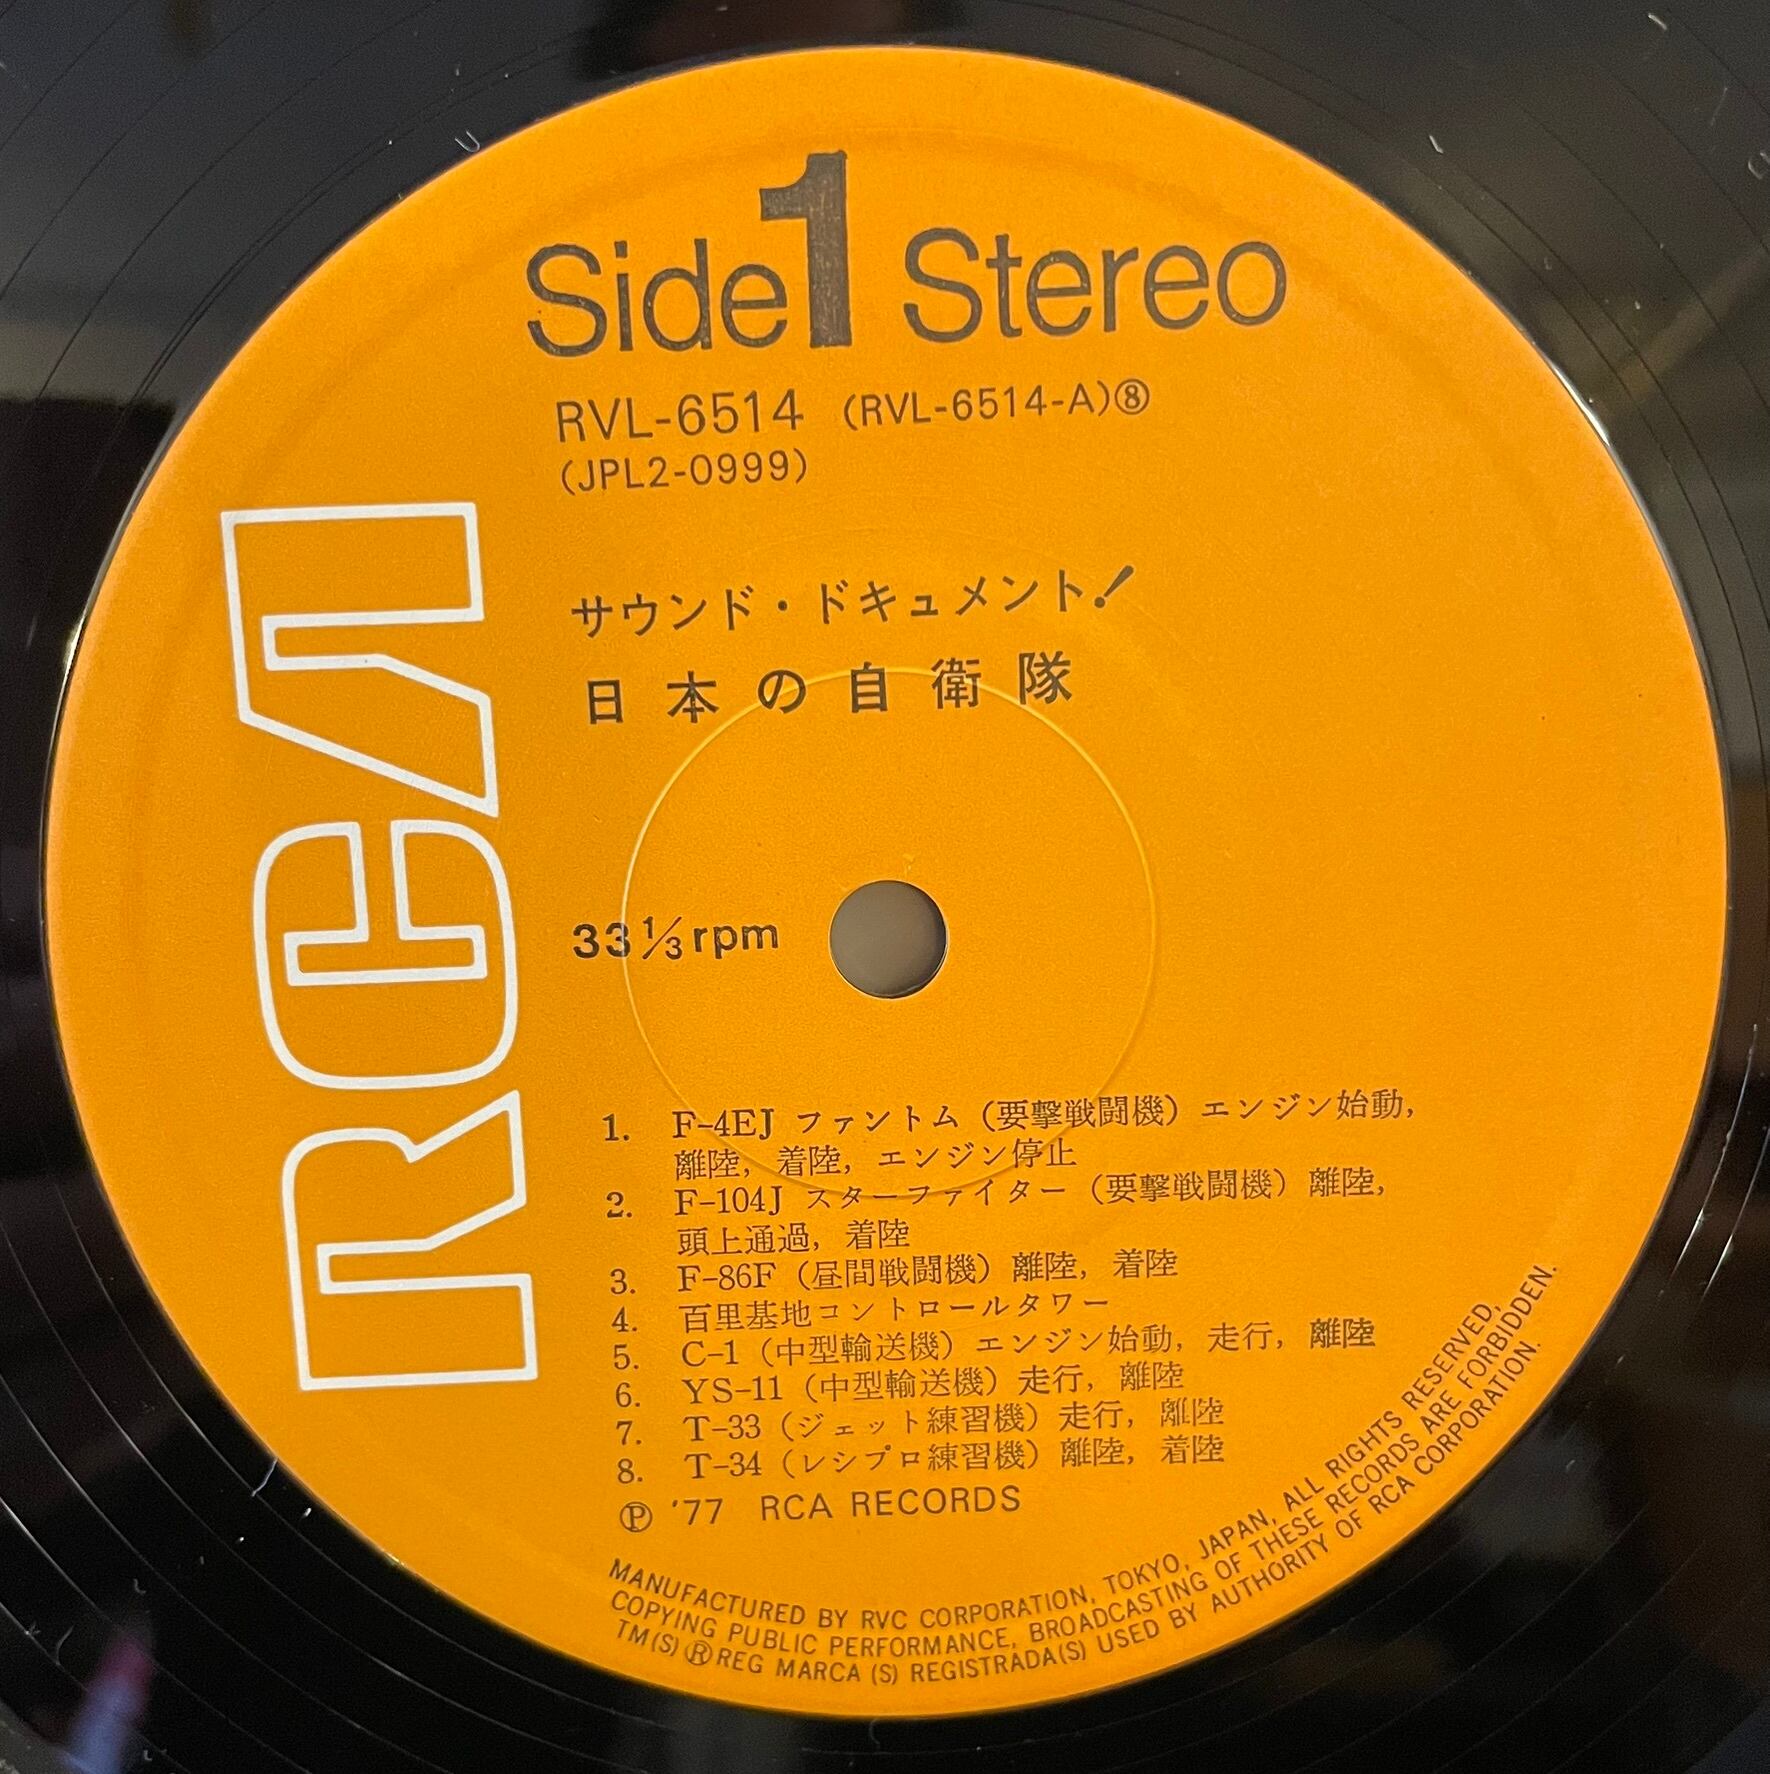 Side 1 Stereo
RVL-6514 (RVL-6514-A)⑧
(JPL2-0999)
サウンド・ドキュメント!
日本の自衛隊
RCA
33 1/3 rpm
1. F-4EJ ファントム（要撃戦闘機）エンジン始動,
離陸, 着陸, エンジン停止
2. F-104J スターファイター（要撃戦闘機）離陸,
頭上通過, 着陸
3. F-86F（昼間戦闘機）離陸, 着陸
4. 百里基地コントロールタワー
5. C-1（中型輸送機）エンジン始動, 走行, 離陸
6. YS-11（中型輸送機）走行, 離陸
7. T-33（ジェット練習機）走行, 離陸
8. T-34（レシプロ練習機）離陸, 着陸
Ⓟ '77 RCA RECORDS
MANUFACTURED BY RVC CORPORATION, TOKYO, JAPAN, ALL RIGHTS RESERVED,
COPYING PUBLIC PERFORMANCE, BROADCASTING OF THESE RECORDS ARE FORBIDDEN.
TM(S)®REG MARCA (S) REGISTRADA(S) USED BY AUTHORITY OF RCA CORPORATION.